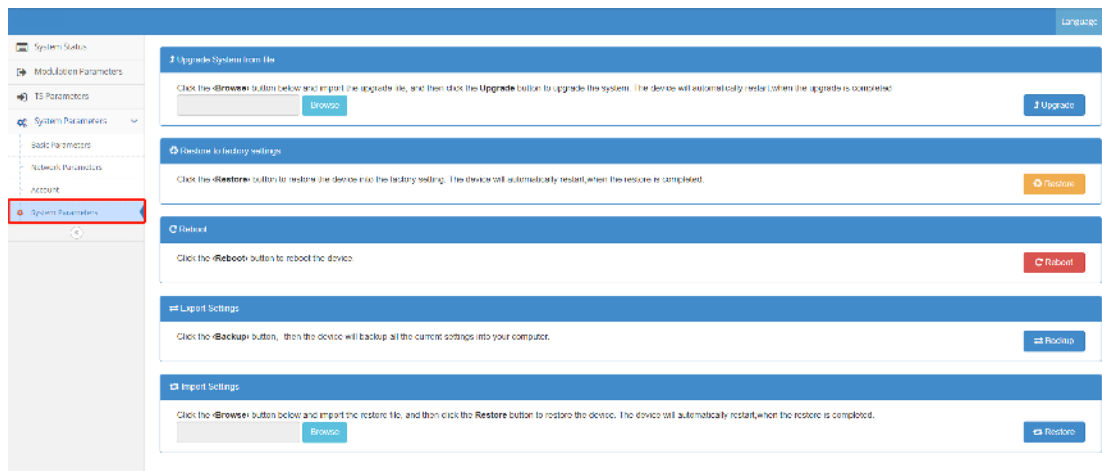 Language
System Status
Modulation Parameters
TS Parameters
System Parameters
Basic Parameters
Network Parameters
Account
System Parameters
Upgrade System from file
Click the <Browse> button below and import the upgrade file, and then click the Upgrade button to upgrade the system. The device will automatically restart,when the upgrade is completed
Browse
Upgrade
Restore to factory settings
Click the <Restore> button to restore the device into the factory setting. The device will automatically restart,when the restore is completed.
Restore
Reboot
Click the <Reboot> button to reboot the device.
Reboot
Export Settings
Click the <Backup> button, then the device will backup all the current settings into your computer.
Backup
Import Settings
Click the <Browse> button below and import the restore file, and then click the Restore button to restore the device. The device will automatically restart,when the restore is completed.
Browse
Restore